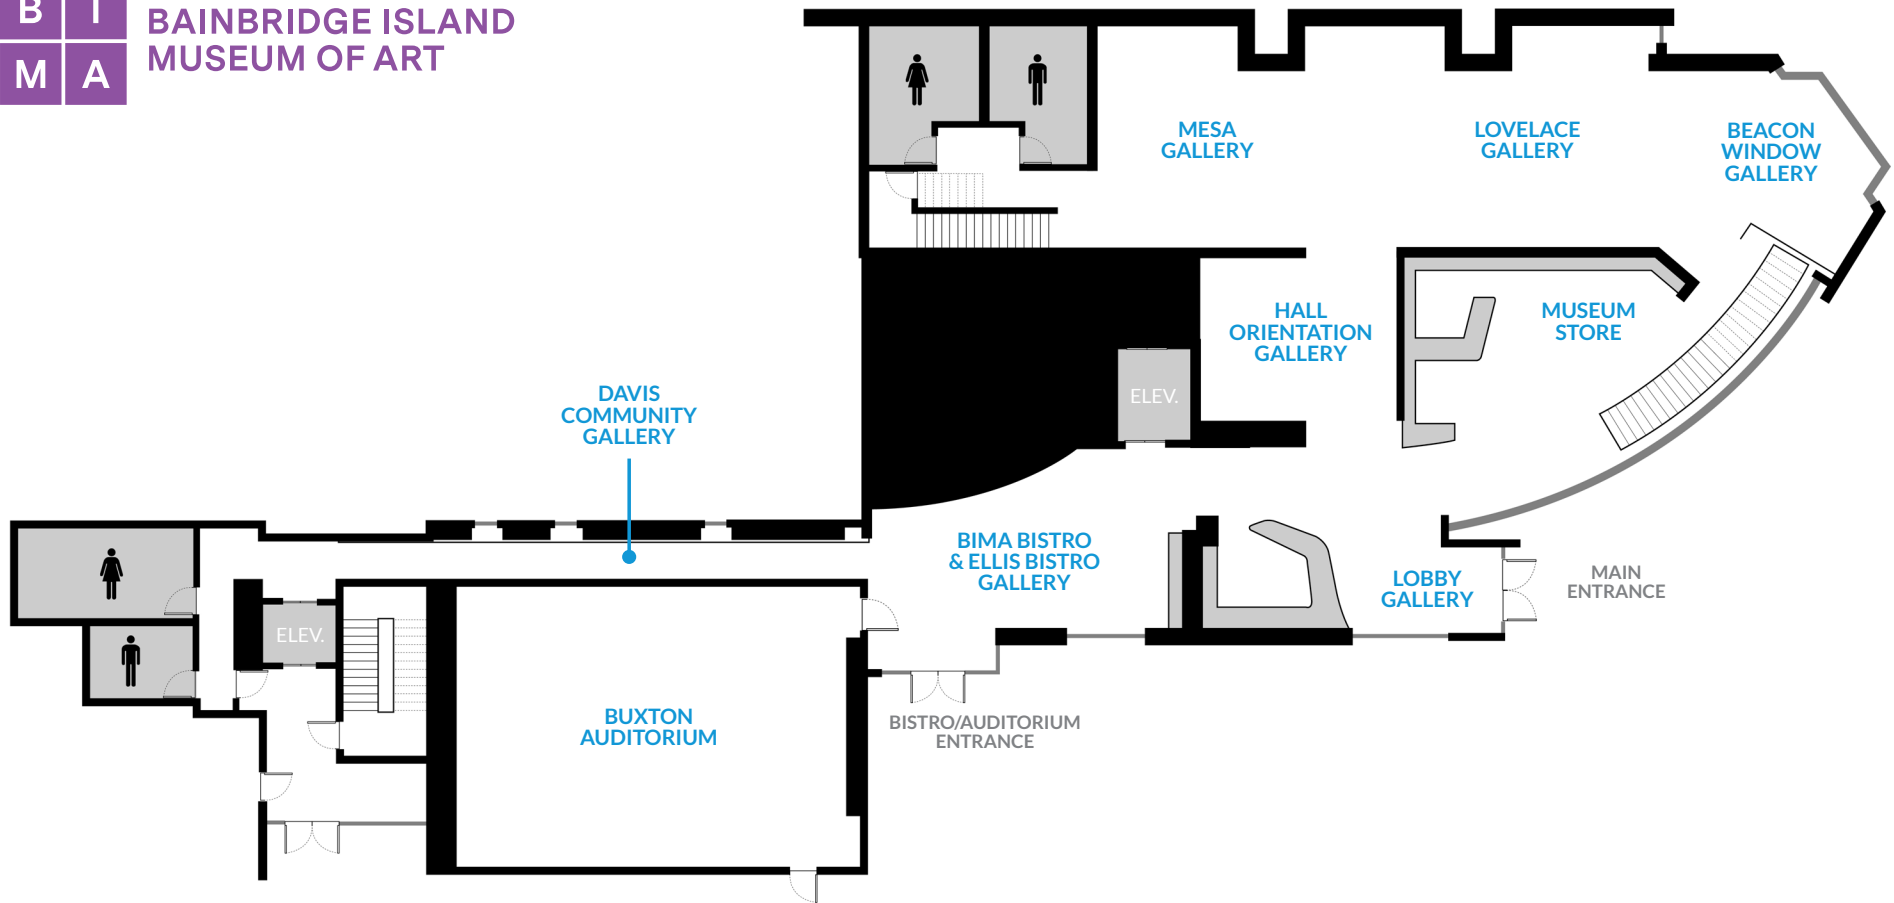 B I
M A
BAINBRIDGE ISLAND
MUSEUM OF ART
MESA
GALLERY
LOVELACE
GALLERY
BEACON
WINDOW
GALLERY
HALL
ORIENTATION
GALLERY
MUSEUM
STORE
ELEV.
DAVIS
COMMUNITY
GALLERY
BIMA BISTRO
& ELLIS BISTRO
GALLERY
LOBBY
GALLERY
MAIN
ENTRANCE
ELEV.
BUXTON
AUDITORIUM
BISTRO/AUDITORIUM
ENTRANCE